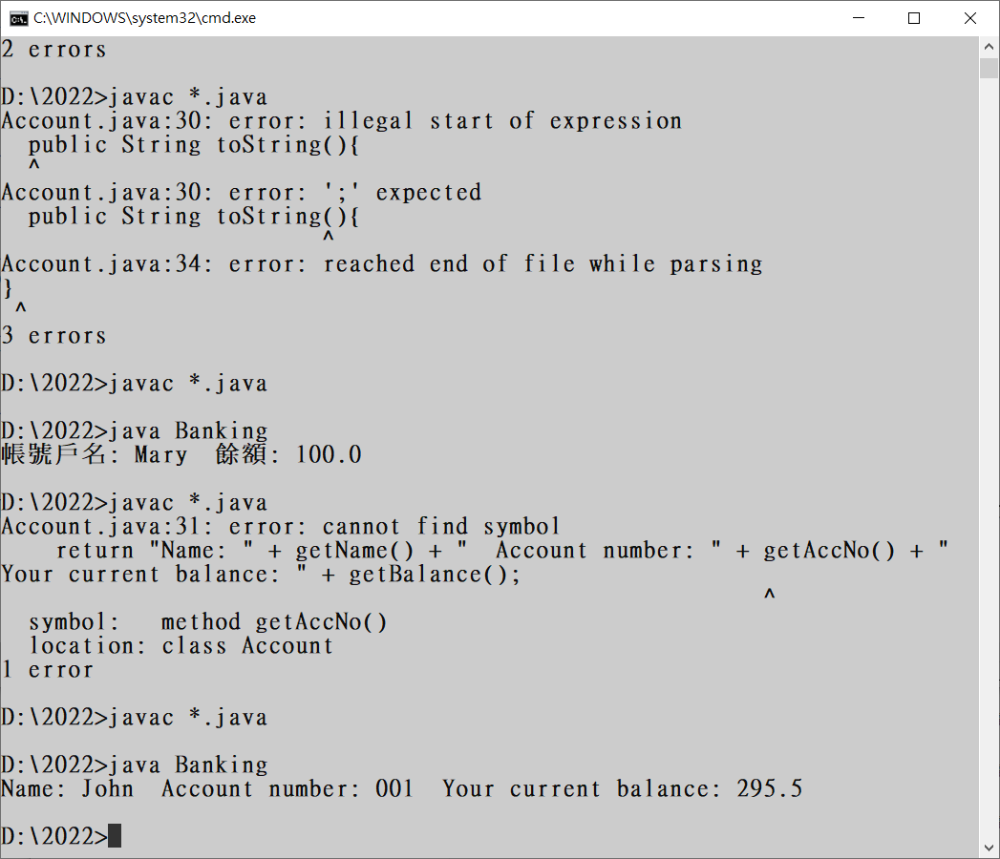 C:\WINDOWS\system32\cmd.exe
2 errors
D:\2022>javac *.java
Account.java:30: error: illegal start of expression
  public String toString(){
  ^
Account.java:30: error: ';' expected
  public String toString(){
                        ^
Account.java:34: error: reached end of file while parsing
}
 ^
3 errors
D:\2022>javac *.java
D:\2022>java Banking
帳號戶名: Mary  餘額: 100.0
D:\2022>javac *.java
Account.java:31: error: cannot find symbol
    return "Name: " + getName() + "  Account number: " + getAccNo() + "
Your current balance: " + getBalance();
                                                         ^
  symbol:   method getAccNo()
  location: class Account
1 error
D:\2022>javac *.java
D:\2022>java Banking
Name: John  Account number: 001  Your current balance: 295.5
D:\2022>